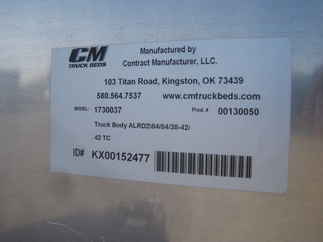 CM
TRUCK BEDS
Manufactured by
Contract Manufacturer, LLC.
103 Titan Road, Kingston, OK 73439
580.564.7537 www.cmtruckbeds.com
MODEL: 1730037 Prod # 00130050
Truck Body ALRD2\84/84/38-42/
42 TC
ID# KX00152477